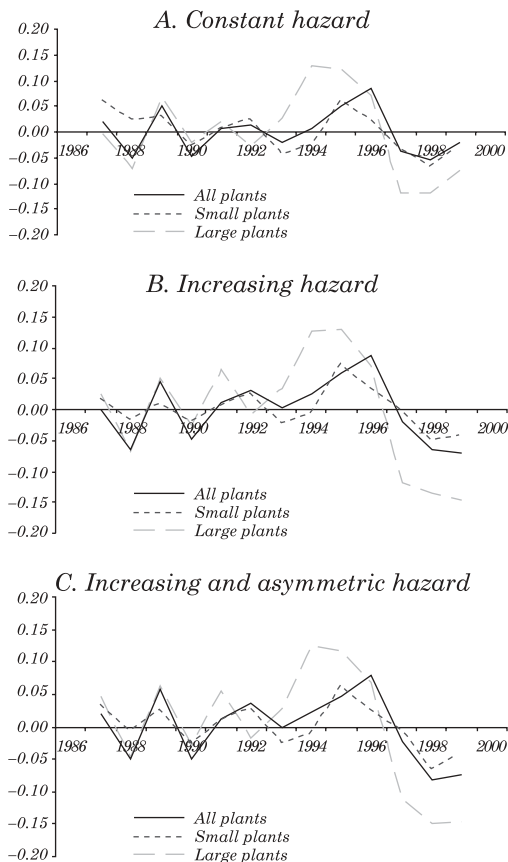 A. Constant hazard
0.20
0.15
0.10
0.05
0.00
−0.05
−0.10
−0.15
−0.20
1986 1988 1990 1992 1994 1996 1998 2000
All plants
Small plants
Large plants
B. Increasing hazard
0.20
0.15
0.10
0.05
0.00
−0.05
−0.10
−0.15
−0.20
1986 1988 1990 1992 1994 1996 1998 2000
All plants
Small plants
Large plants
C. Increasing and asymmetric hazard
0.20
0.15
0.10
0.05
0.00
−0.05
−0.10
−0.15
−0.20
1986 1988 1990 1992 1994 1996 1998 2000
All plants
Small plants
Large plants